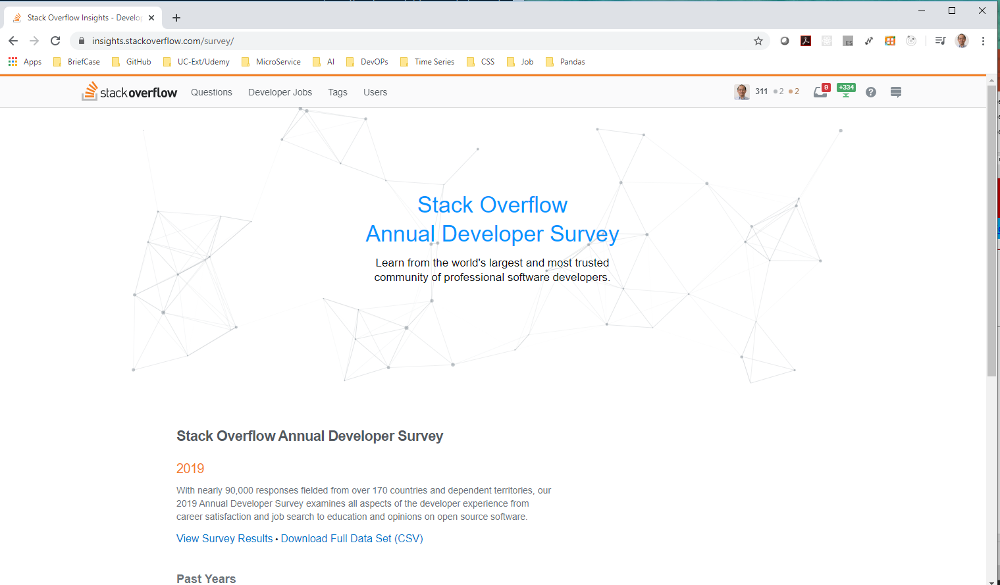 Stack Overflow Insights - Develop
insights.stackoverflow.com/survey/
Apps BriefCase GitHub UC-Ext/Udemy MicroService AI DevOPs Time Series CSS Job Pandas
stackoverflow Questions Developer Jobs Tags Users 311 2 2 9 +334
Stack Overflow
Annual Developer Survey
Learn from the world's largest and most trusted
community of professional software developers.
Stack Overflow Annual Developer Survey
2019
With nearly 90,000 responses fielded from over 170 countries and dependent territories, our
2019 Annual Developer Survey examines all aspects of the developer experience from
career satisfaction and job search to education and opinions on open source software.
View Survey Results • Download Full Data Set (CSV)
Past Years